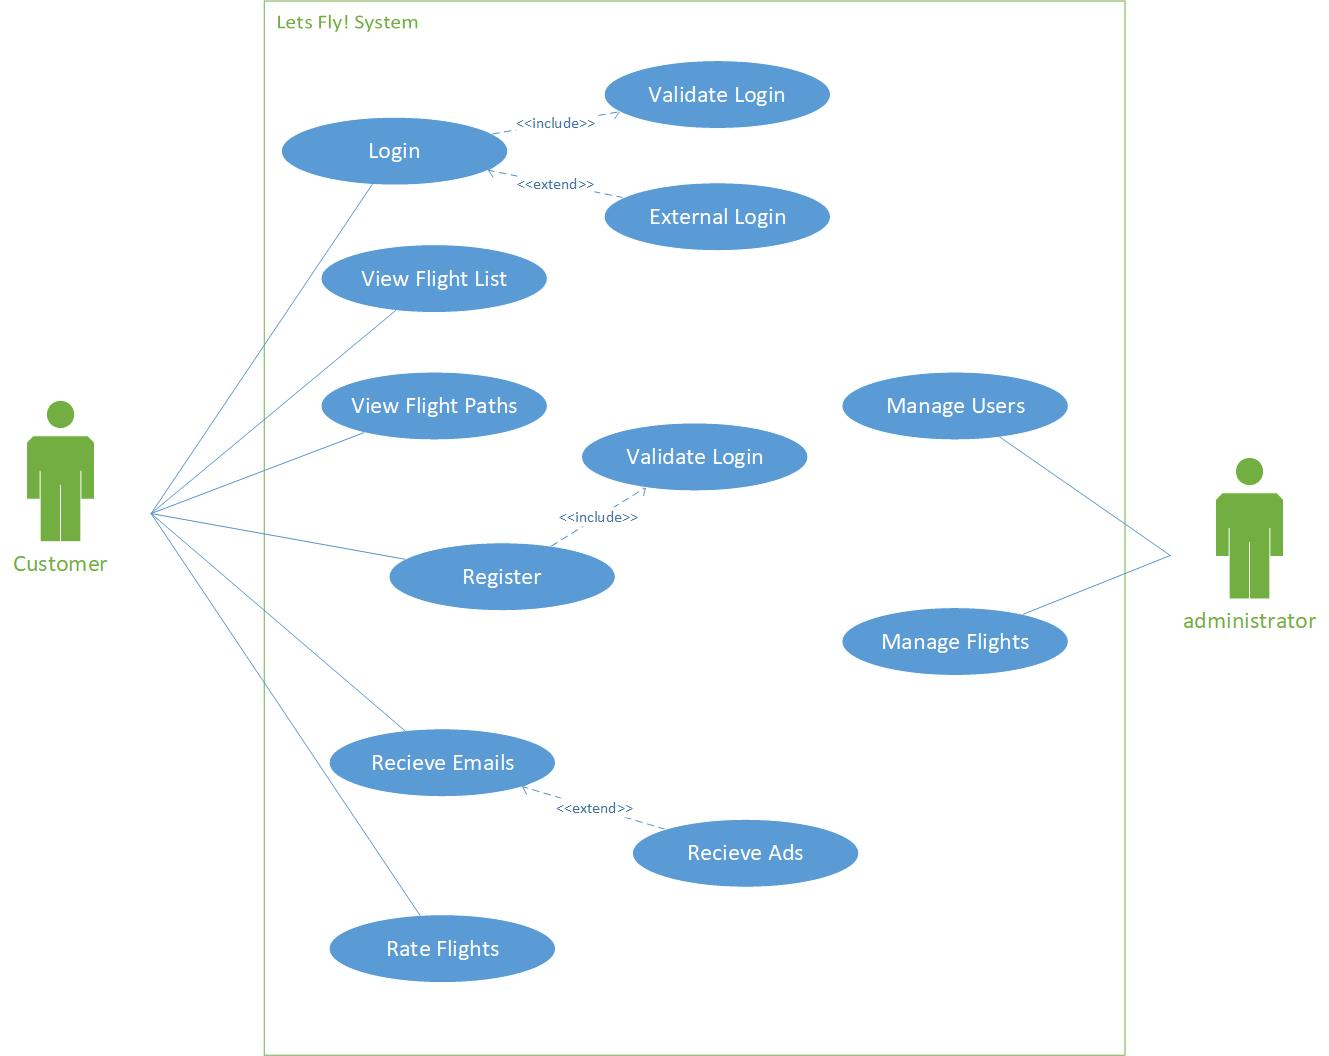 Lets Fly! System
Validate Login
<<include>>
Login
<<extend>>
External Login
View Flight List
View Flight Paths
Manage Users
Validate Login
<<include>>
Customer
Register
administrator
Manage Flights
Recieve Emails
<<extend>>
Recieve Ads
Rate Flights